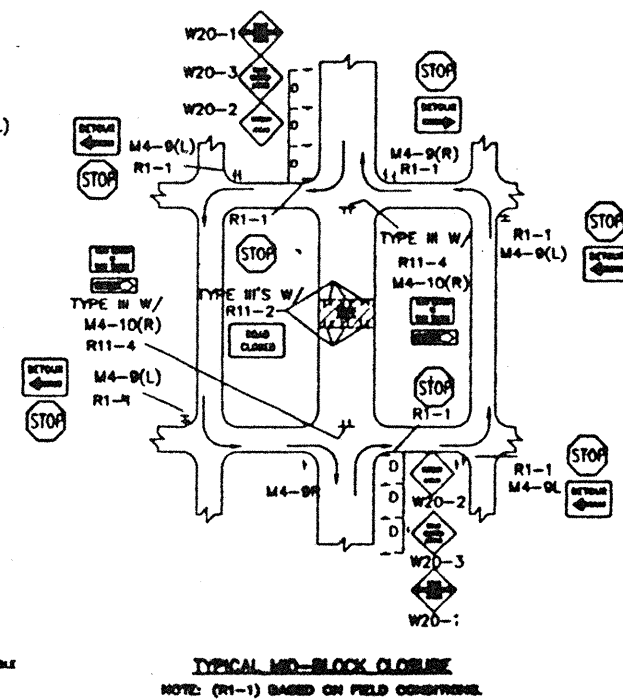 W20-1
W20-3
W20-2
STOP
DETOUR
L)
DETOUR
M4-9(L)
R1-1
STOP
M4-9(R)
R1-1
R1-1
STOP
TYPE III W/
R11-4
M4-10(R)
STOP
R1-1
M4-9(L)
DETOUR
TYPE III W/
M4-10(R)
R11-4
TYPE III'S W/
R11-2
ROAD
CLOSED
DETOUR
M4-9(L)
STOP
STOP
R1-1
M4-9R
D
D
D
D
D
D
W20-2
W20-3
W20-1
R1-1
M4-9L
STOP
DETOUR
TYPICAL MID-BLOCK CLOSURE
NOTE: (R1-1) BASED ON FIELD CONDITIONS.